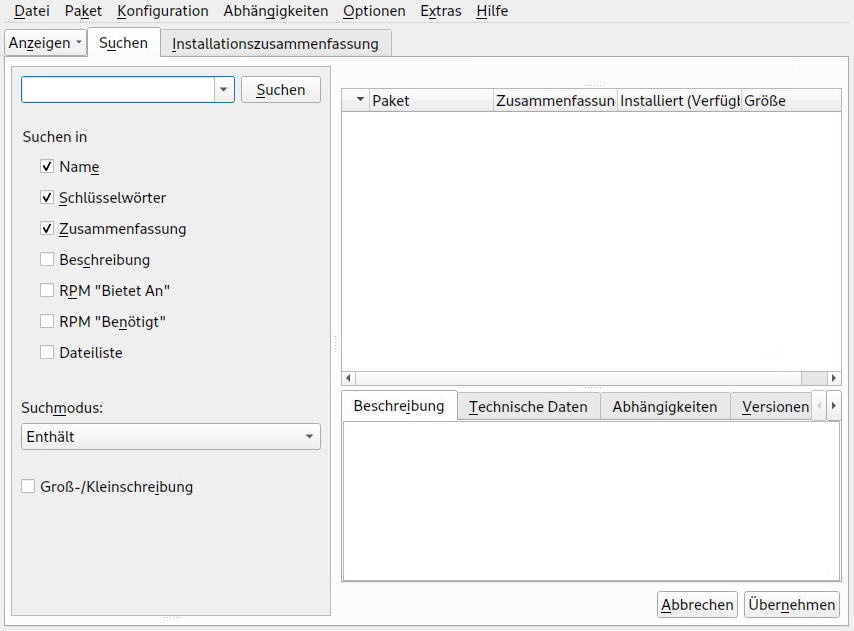 Datei Paket Konfiguration Abhängigkeiten Optionen Extras Hilfe
Anzeigen Suchen Installationszusammenfassung
Suchen
Suchen in
Name
Schlüsselwörter
Zusammenfassung
Beschreibung
RPM "Bietet An"
RPM "Benötigt"
Dateiliste
Suchmodus:
Enthält
Groß-/Kleinschreibung
Paket Zusammenfassun Installiert (Verfügb Größe
Beschreibung Technische Daten Abhängigkeiten Versionen
Abbrechen Übernehmen